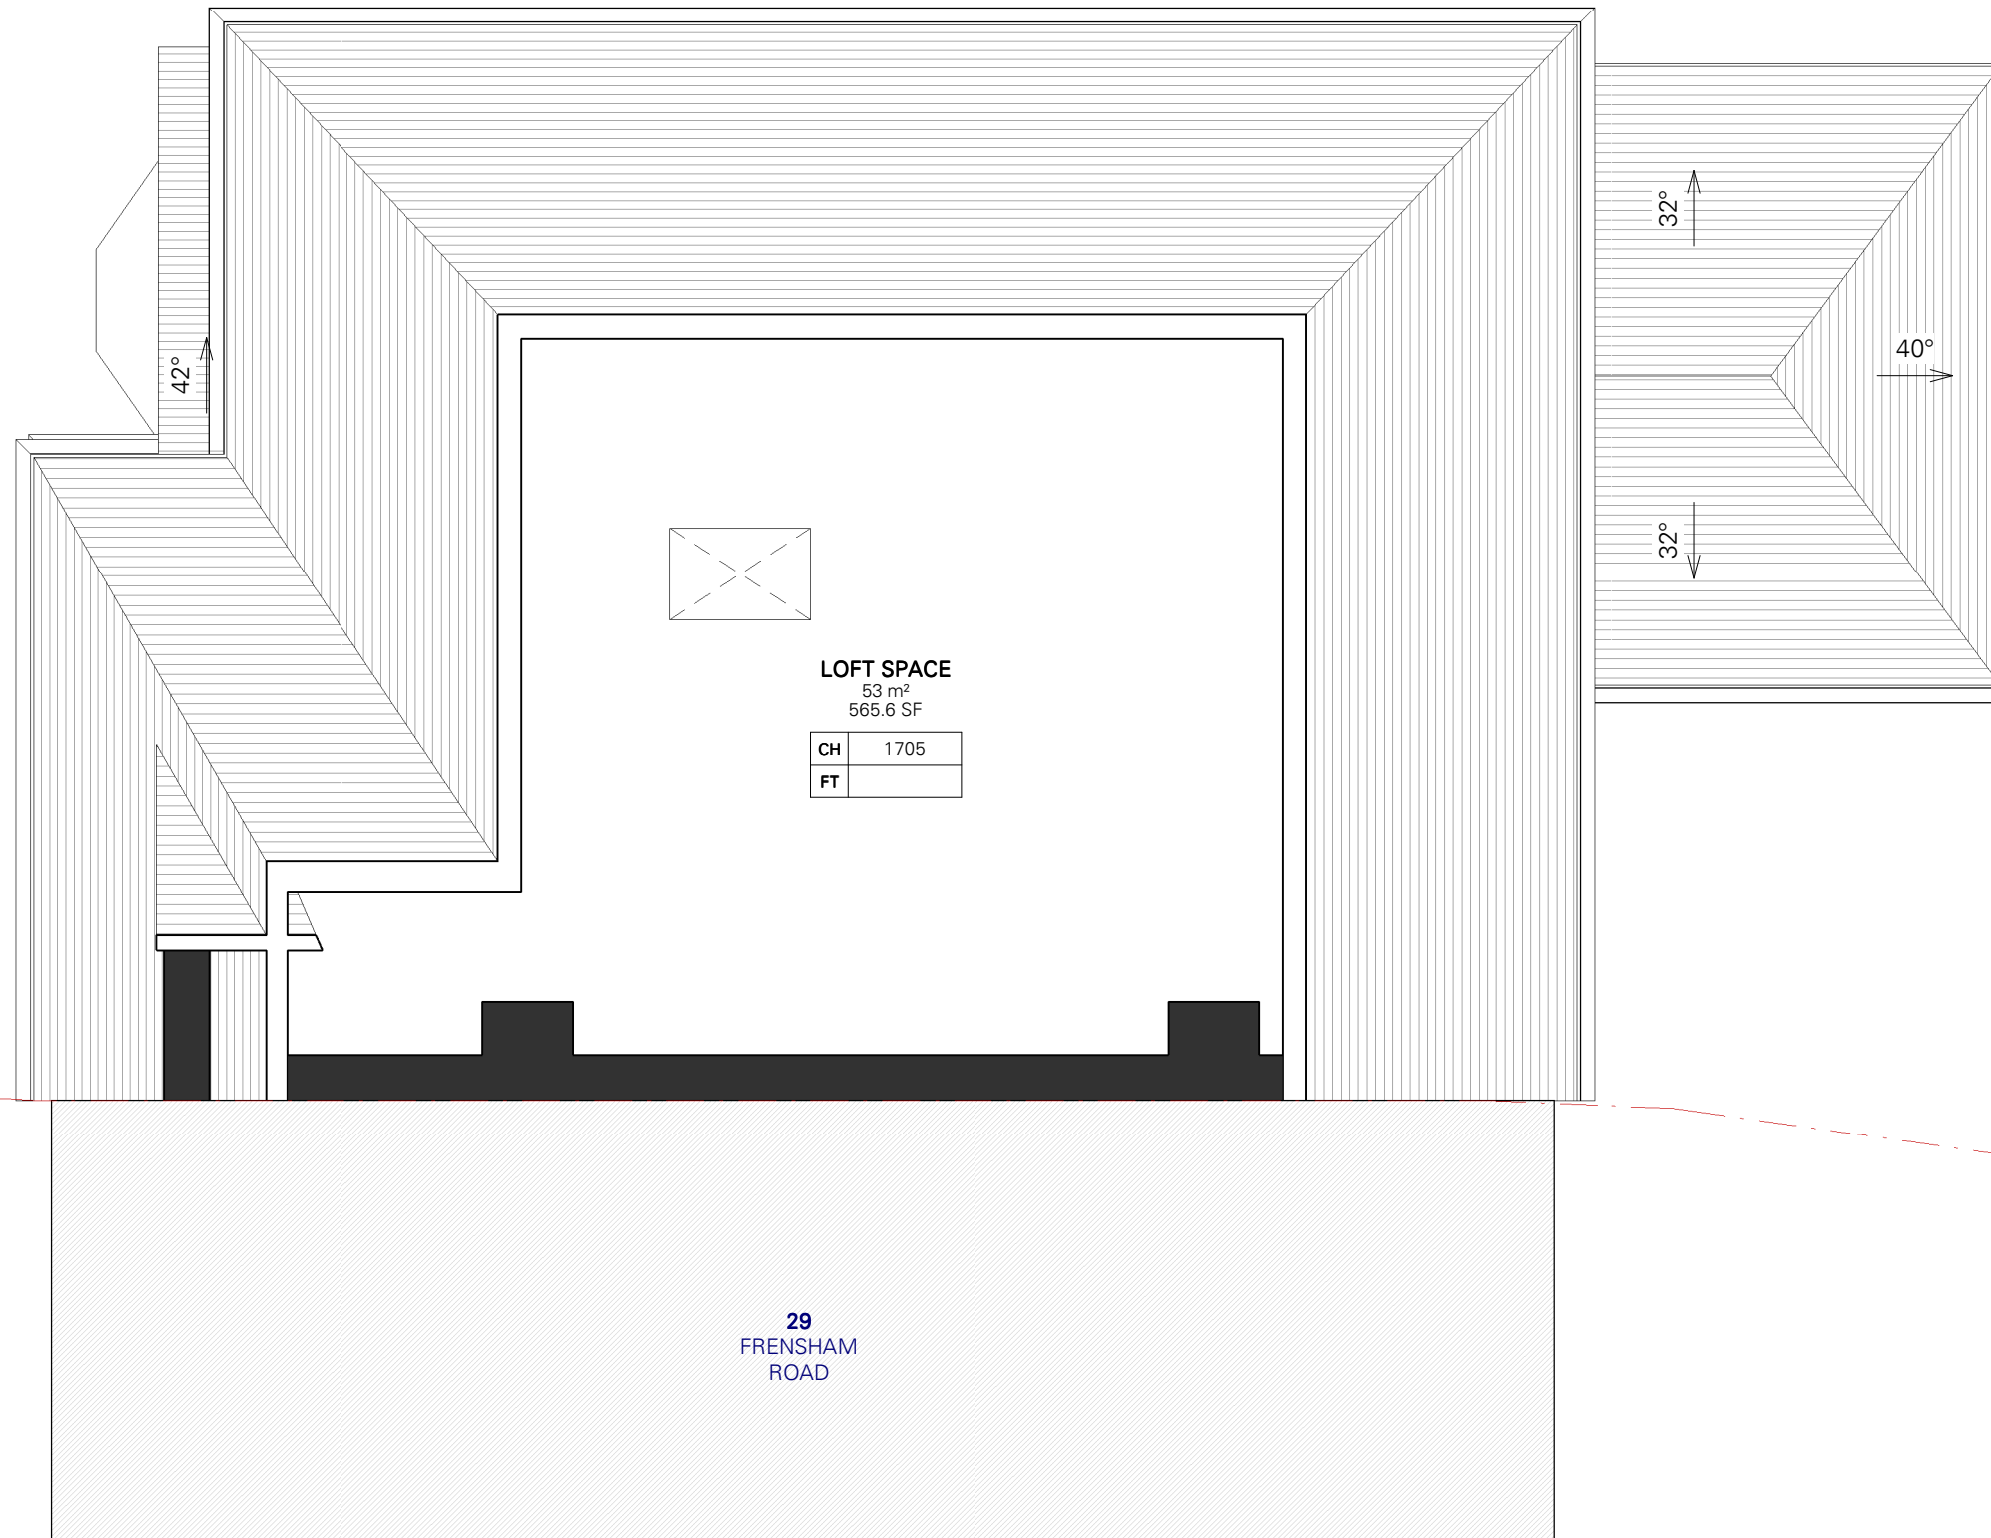 32°
40°
42°
32°
LOFT SPACE
53 m²
565.6 SF
CH 1705
FT
29
FRENSHAM
ROAD